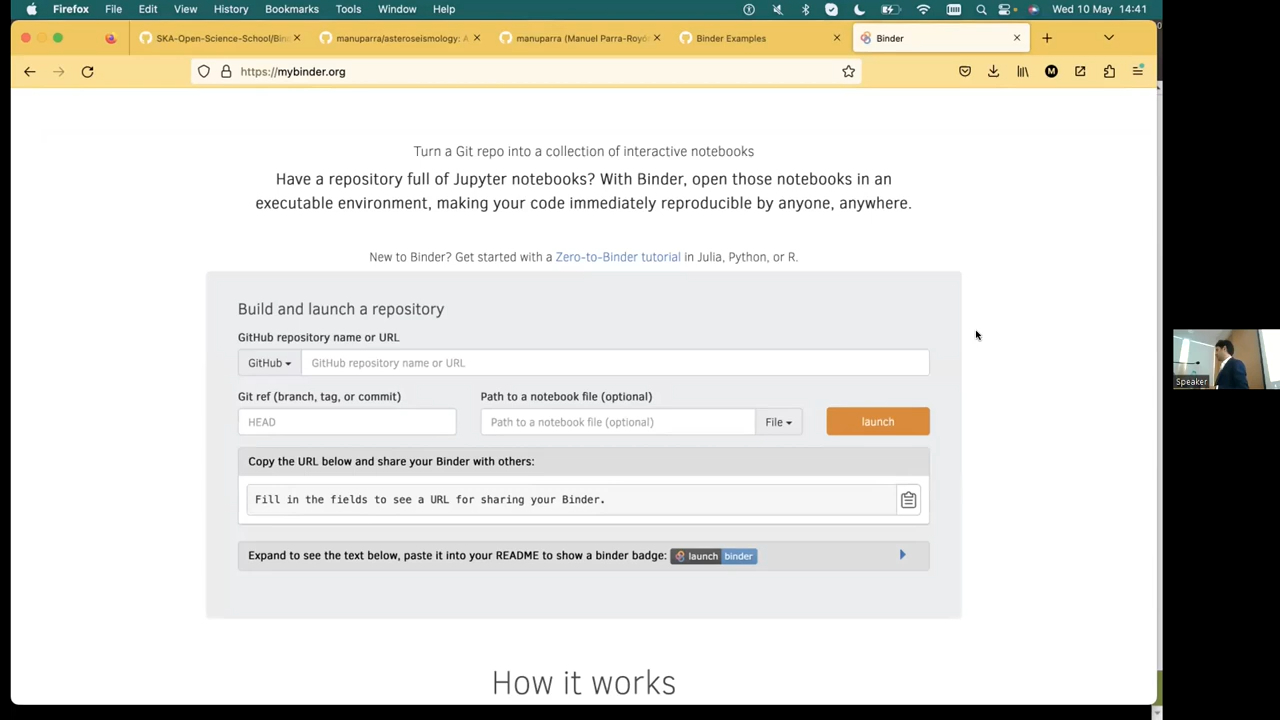 Firefox File Edit View History Bookmarks Tools Window Help Wed 10 May 14:41
SKA-Open-Science-School/Bin manuparra/asteroseismology: A manuparra (Manuel Parra-Royó Binder Examples Binder
https://mybinder.org
Turn a Git repo into a collection of interactive notebooks
Have a repository full of Jupyter notebooks? With Binder, open those notebooks in an
executable environment, making your code immediately reproducible by anyone, anywhere.
New to Binder? Get started with a Zero-to-Binder tutorial in Julia, Python, or R.
Build and launch a repository
GitHub repository name or URL
GitHub GitHub repository name or URL
Git ref (branch, tag, or commit) Path to a notebook file (optional)
HEAD Path to a notebook file (optional) File launch
Copy the URL below and share your Binder with others:
Fill in the fields to see a URL for sharing your Binder.
Expand to see the text below, paste it into your README to show a binder badge: launch binder
How it works
Speaker